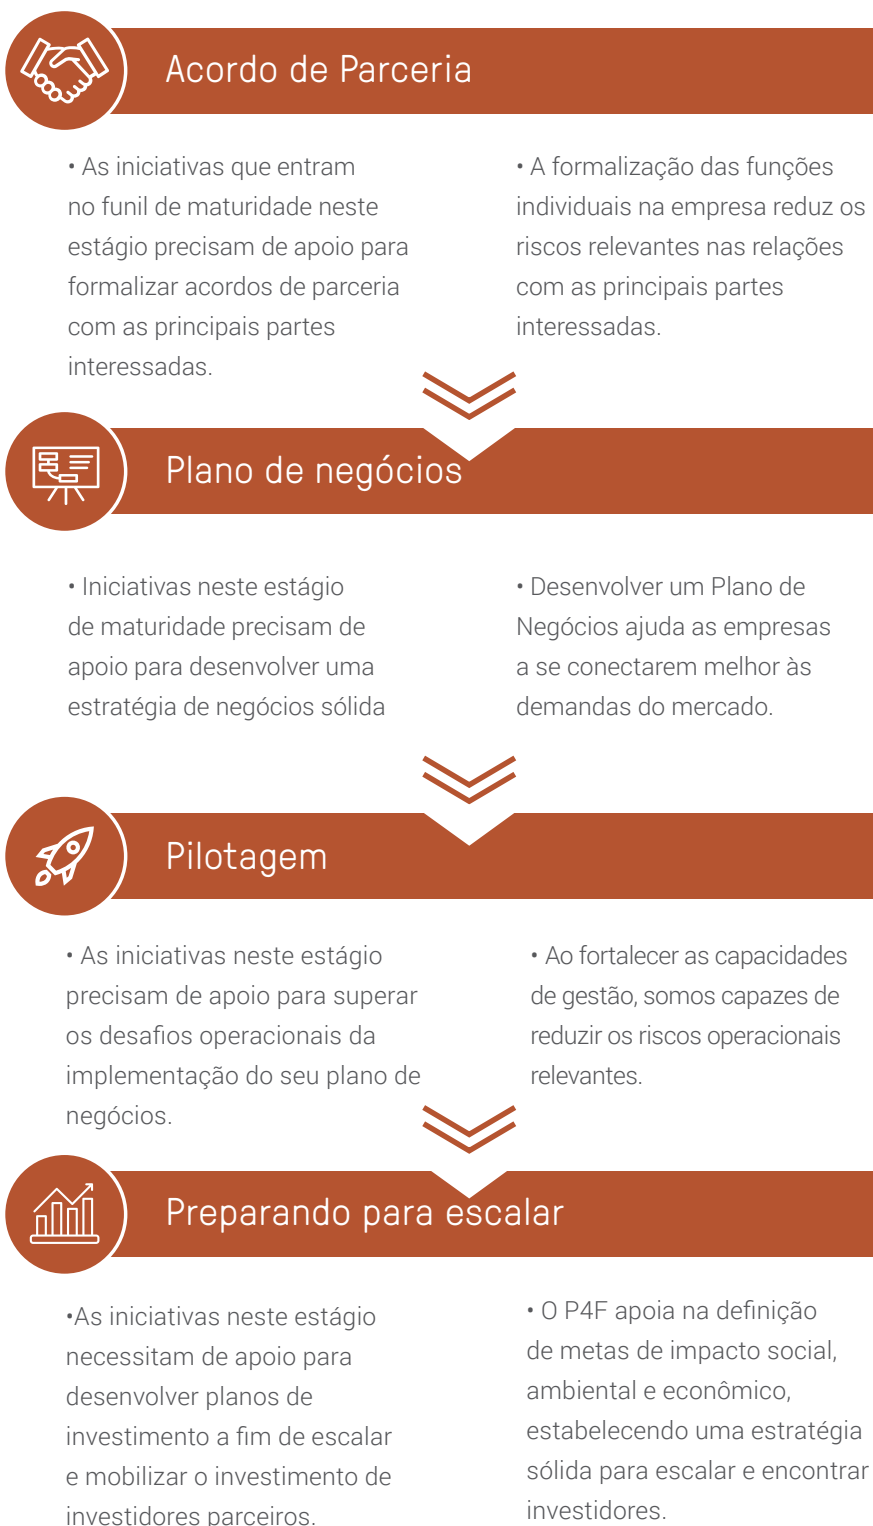 Acordo de Parceria
• As iniciativas que entram
no funil de maturidade neste
estágio precisam de apoio para
formalizar acordos de parceria
com as principais partes
interessadas.
• A formalização das funções
individuais na empresa reduz os
riscos relevantes nas relações
com as principais partes
interessadas.
Plano de negócios
• Iniciativas neste estágio
de maturidade precisam de
apoio para desenvolver uma
estratégia de negócios sólida
• Desenvolver um Plano de
Negócios ajuda as empresas
a se conectarem melhor às
demandas do mercado.
Pilotagem
• As iniciativas neste estágio
precisam de apoio para superar
os desafios operacionais da
implementação do seu plano de
negócios.
• Ao fortalecer as capacidades
de gestão, somos capazes de
reduzir os riscos operacionais
relevantes.
Preparando para escalar
•As iniciativas neste estágio
necessitam de apoio para
desenvolver planos de
investimento a fim de escalar
e mobilizar o investimento de
investidores parceiros.
• O P4F apoia na definição
de metas de impacto social,
ambiental e econômico,
estabelecendo uma estratégia
sólida para escalar e encontrar
investidores.